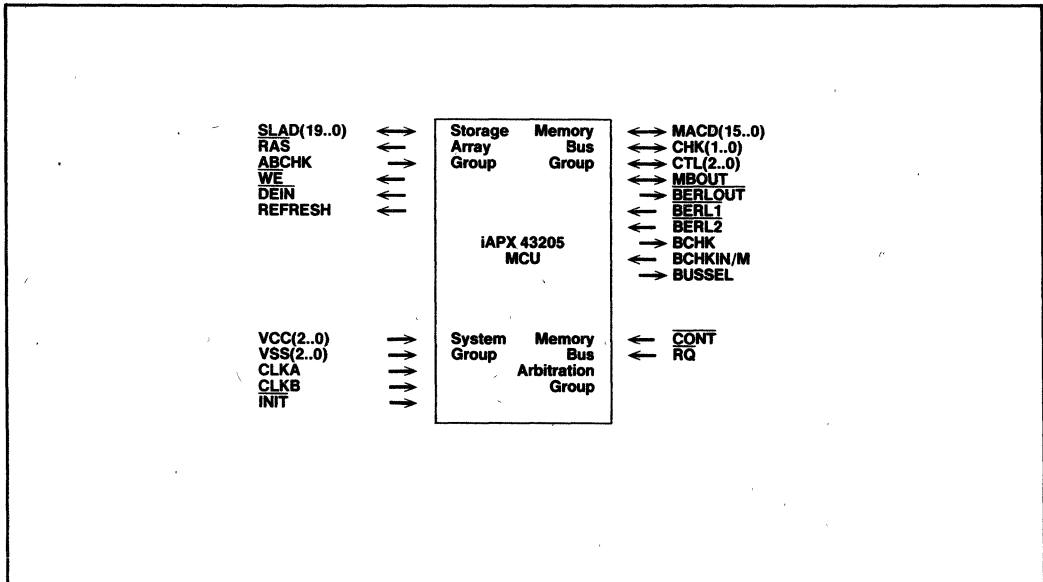 SLAD(19..0)
RAS
ABCHK
WE
DEIN
REFRESH
Storage Memory
Array Bus
Group Group
MACD(15..0)
CHK(1..0)
CTL(2..0)
MBOUT
BERLOUT
BERL1
BERL2
BCHK
BCHKIN/M
BUSSEL
iAPX 43205
MCU
VCC(2..0)
VSS(2..0)
CLKA
CLKB
INIT
System Memory
Group Bus
Arbitration
Group
CONT
RQ